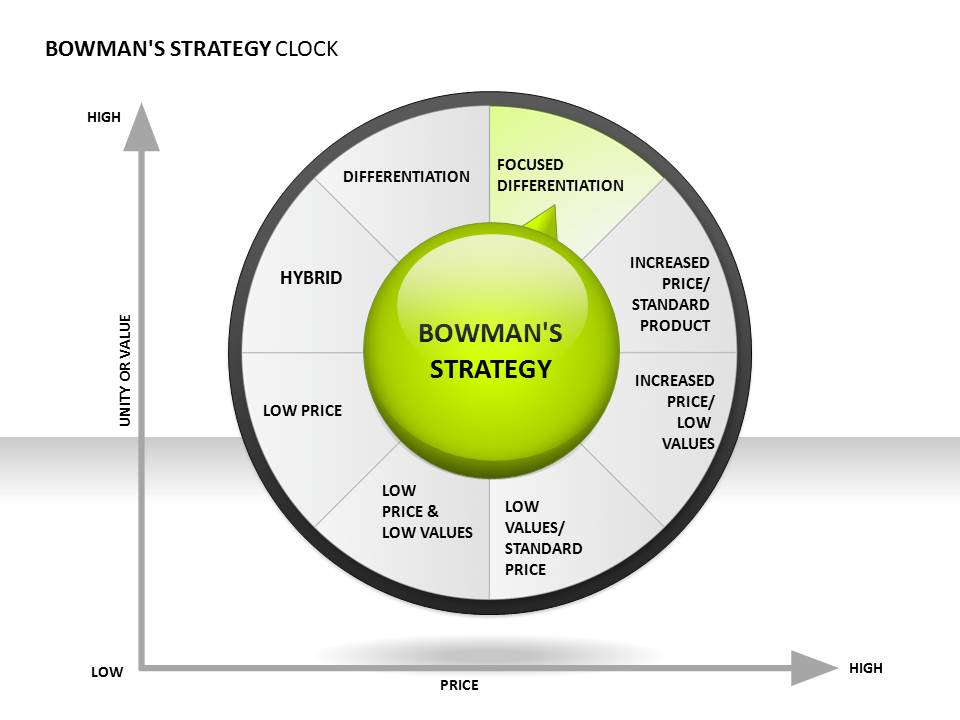 BOWMAN'S STRATEGY CLOCK
HIGH
UNITY OR VALUE
LOW
PRICE
HIGH
DIFFERENTIATION
FOCUSED
DIFFERENTIATION
HYBRID
INCREASED
PRICE/
STANDARD
PRODUCT
BOWMAN'S
STRATEGY
LOW PRICE
INCREASED
PRICE/
LOW
VALUES
LOW
PRICE &
LOW VALUES
LOW
VALUES/
STANDARD
PRICE